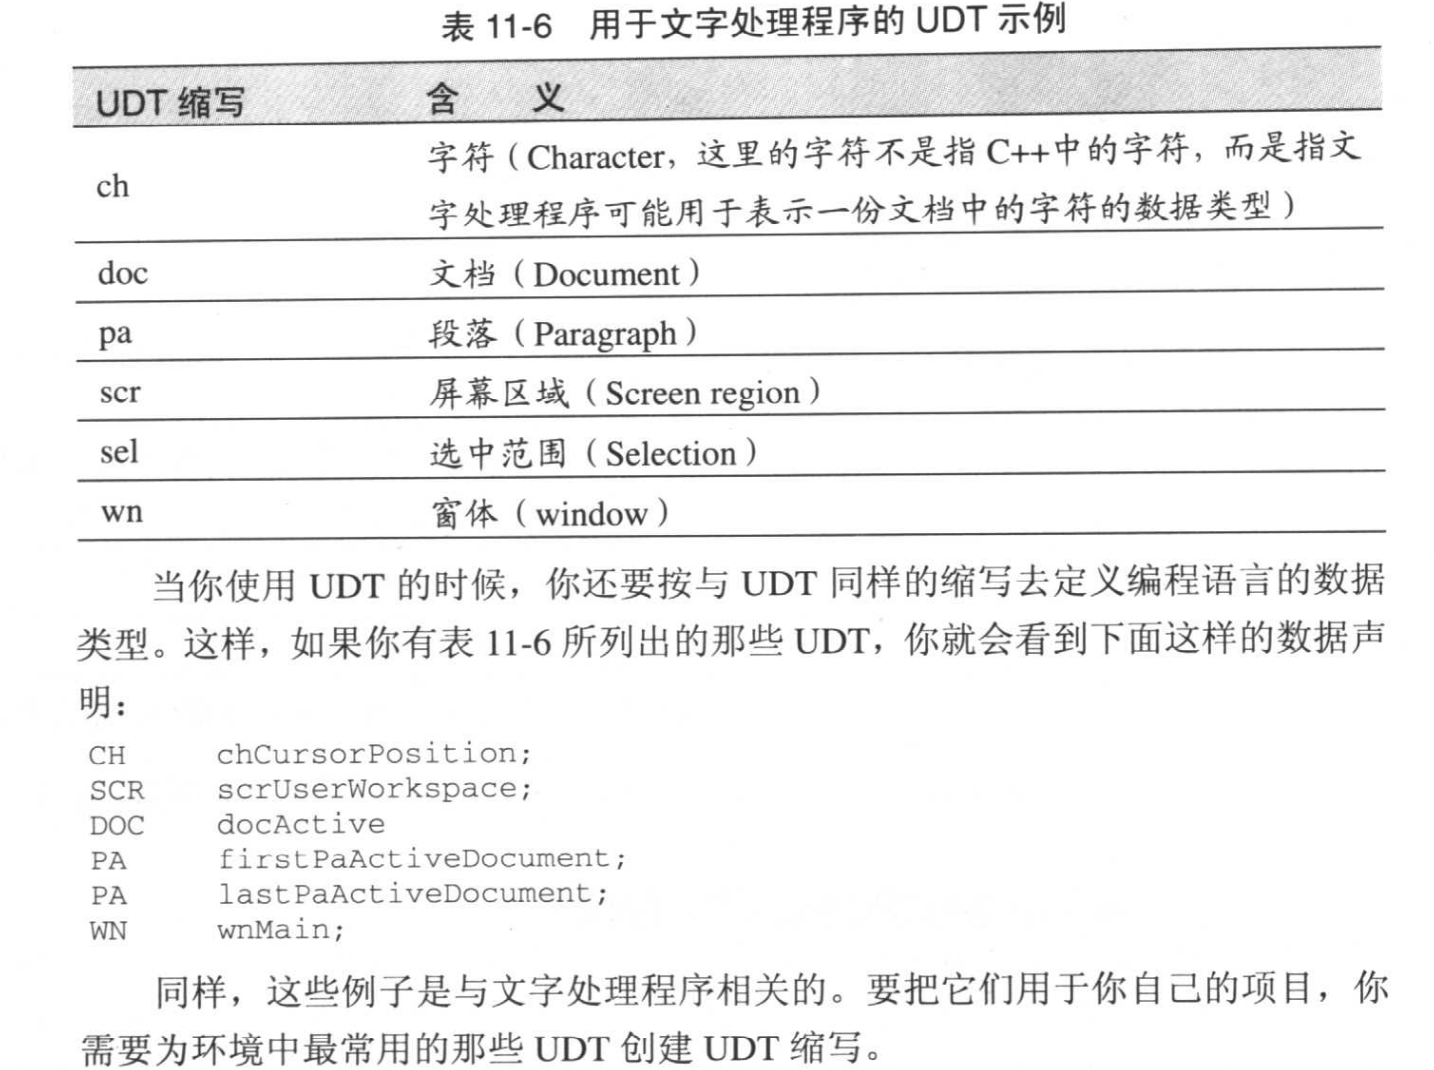 表 11-6 用于文字处理程序的 UDT 示例
UDT 缩写 含 义
ch 字符（Character，这里的字符不是指 C++中的字符，而是指文
字处理程序可能用于表示一份文档中的字符的数据类型）
doc 文档（Document）
pa 段落（Paragraph）
scr 屏幕区域（Screen region）
sel 选中范围（Selection）
wn 窗体（window）
当你使用 UDT 的时候，你还要按与 UDT 同样的缩写去定义编程语言的数据
类型。这样，如果你有表 11-6 所列出的那些 UDT，你就会看到下面这样的数据声
明：
CH chCursorPosition;
SCR scrUserWorkspace;
DOC docActive
PA firstPaActiveDocument;
PA lastPaActiveDocument;
WN wnMain;
同样，这些例子是与文字处理程序相关的。要把它们用于你自己的项目，你
需要为环境中最常用的那些 UDT 创建 UDT 缩写。